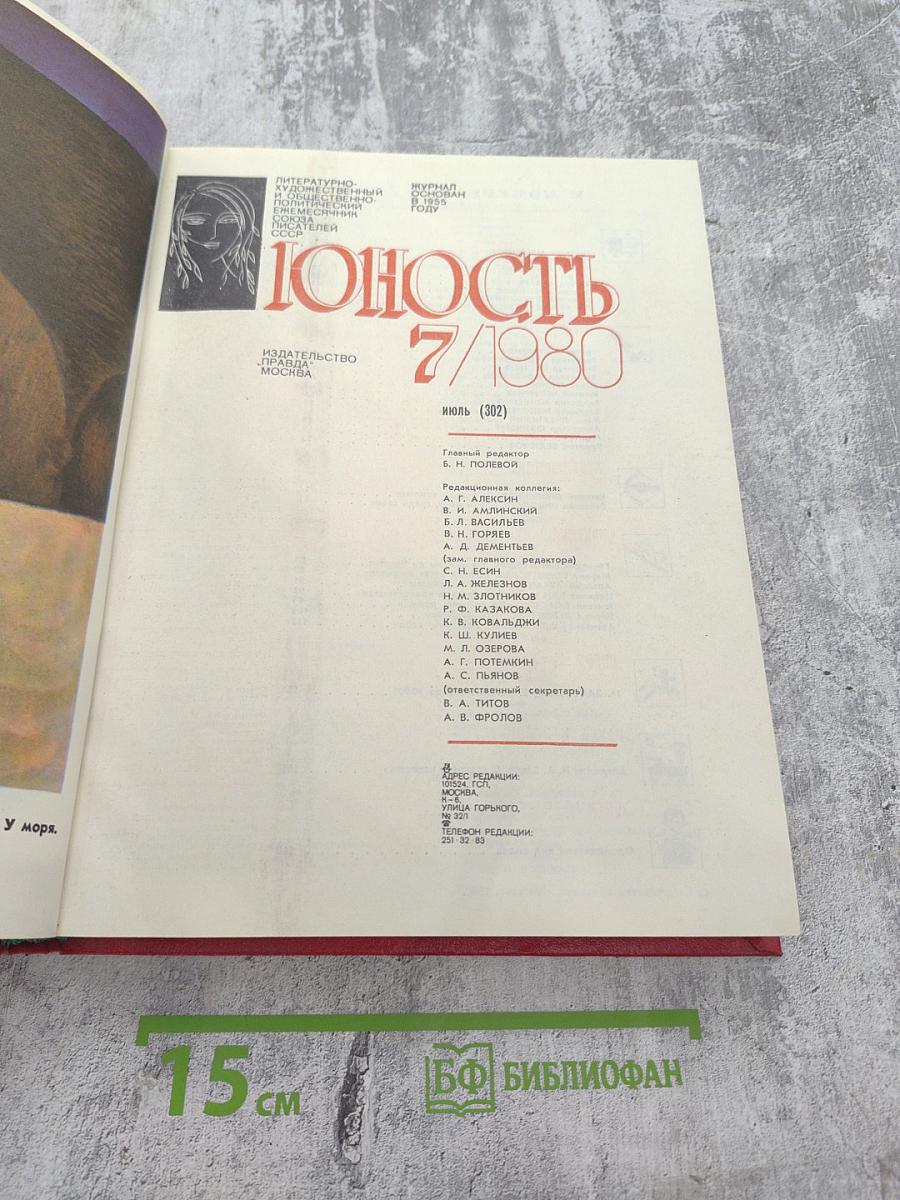 ЛИТЕРАТУРНО-
ХУДОЖЕСТВЕННЫЙ
И ОБЩЕСТВЕННО-
ПОЛИТИЧЕСКИЙ
ЕЖЕМЕСЯЧНИК
СОЮЗА
ПИСАТЕЛЕЙ
СССР
ЖУРНАЛ
ОСНОВАН
В 1955
ГОДУ
ЮНОСТЬ
7/1980
ИЗДАТЕЛЬСТВО
„ПРАВДА"
МОСКВА
ИЮЛЬ (302)
Главный редактор
Б. Н. ПОЛЕВОЙ
Редакционная коллегия:
А. Г. АЛЕКСИН
В. И. АМЛИНСКИЙ
Б. Л. ВАСИЛЬЕВ
В. Н. ГОРЯЕВ
А. Д. ДЕМЕНТЬЕВ
(зам. главного редактора)
С. Н. ЕСИН
Л. А. ЖЕЛЕЗНОВ
Н. М. ЗЛОТНИКОВ
Р. Ф. КАЗАКОВА
К. В. КОВАЛЬДЖИ
К. Ш. КУЛИЕВ
М. Л. ОЗЕРОВА
А. Г. ПОТЕМКИН
А. С. ПЬЯНОВ
(ответственный секретарь)
В. А. ТИТОВ
А. В. ФРОЛОВ
АДРЕС РЕДАКЦИИ:
101524, ГСП,
МОСКВА,
К-6,
УЛИЦА ГОРЬКОГО,
№ 32/1
☎
ТЕЛЕФОН РЕДАКЦИИ:
251-32-83
У моря.
15 см
БФ БИБЛИОФАН